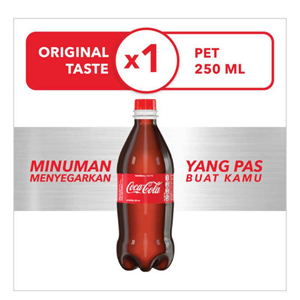 ORIGINAL TASTE
x1
PET 250 ML
MINUMAN MENYEGARKAN
YANG PAS BUAT KAMU
Coca-Cola